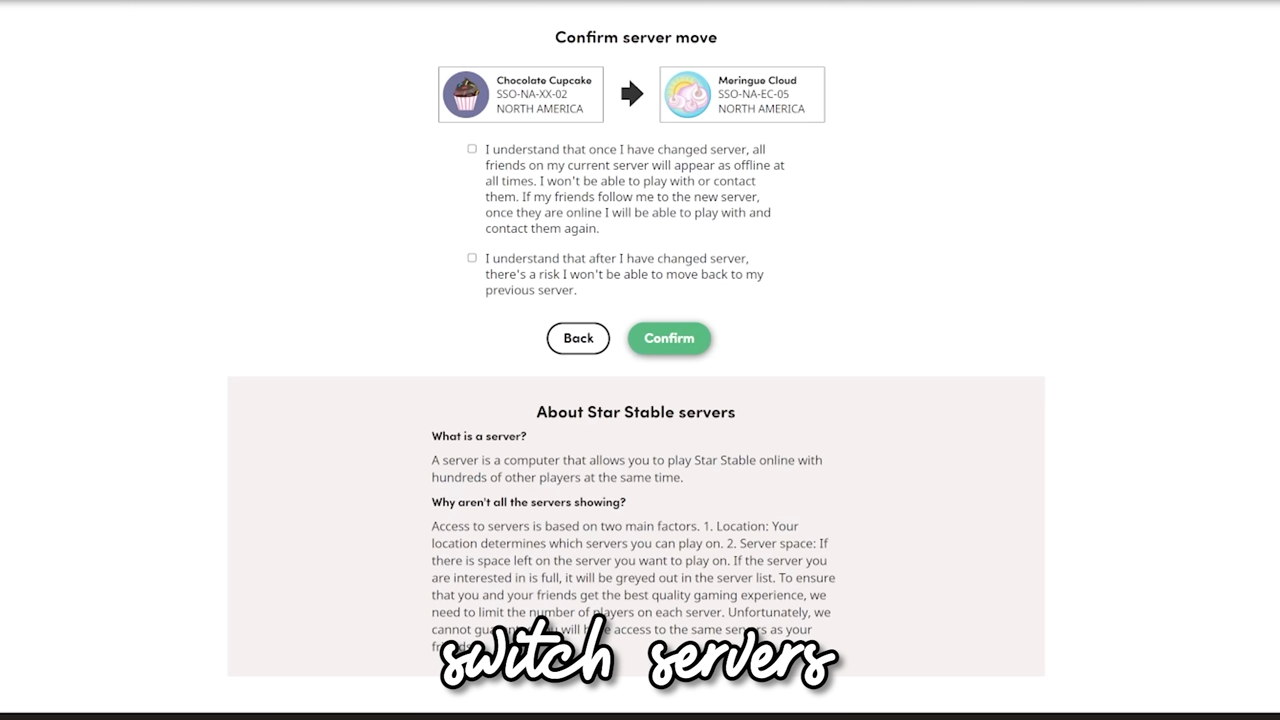 Confirm server move
Chocolate Cupcake
SSO-NA-XX-02
NORTH AMERICA
Meringue Cloud
SSO-NA-EC-05
NORTH AMERICA
I understand that once I have changed server, all
friends on my current server will appear as offline at
all times. I won't be able to play with or contact
them. If my friends follow me to the new server,
once they are online I will be able to play with and
contact them again.
I understand that after I have changed server,
there's a risk I won't be able to move back to my
previous server.
Back
Confirm
About Star Stable servers
What is a server?
A server is a computer that allows you to play Star Stable online with
hundreds of other players at the same time.
Why aren't all the servers showing?
Access to servers is based on two main factors. 1. Location: Your
location determines which servers you can play on. 2. Server space: If
there is space left on the server you want to play on. If the server you
are interested in is full, it will be greyed out in the server list. To ensure
that you and your friends get the best quality gaming experience, we
need to limit the number of players on each server. Unfortunately, we
cannot will access to the same servers as your
switch servers